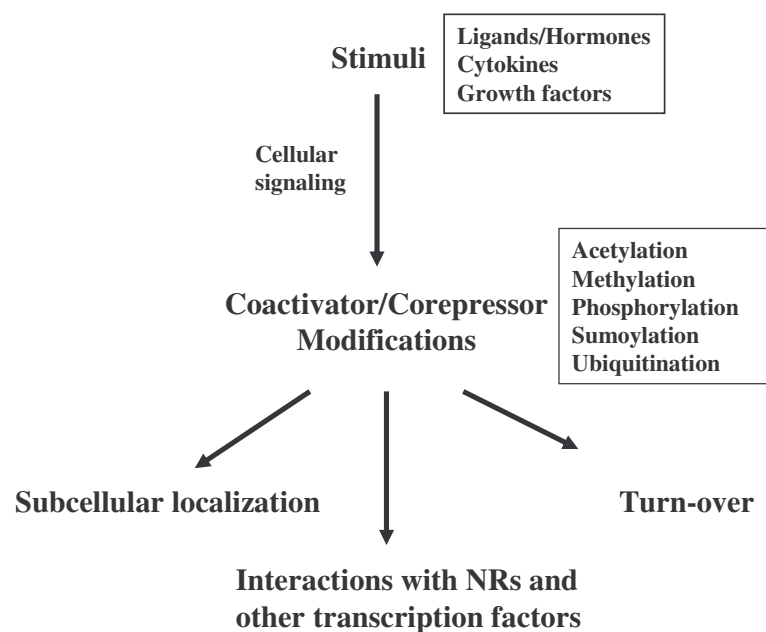 Stimuli
Ligands/Hormones
Cytokines
Growth factors
Cellular
signaling
Coactivator/Corepressor
Modifications
Acetylation
Methylation
Phosphorylation
Sumoylation
Ubiquitination
Subcellular localization
Turn-over
Interactions with NRs and
other transcription factors